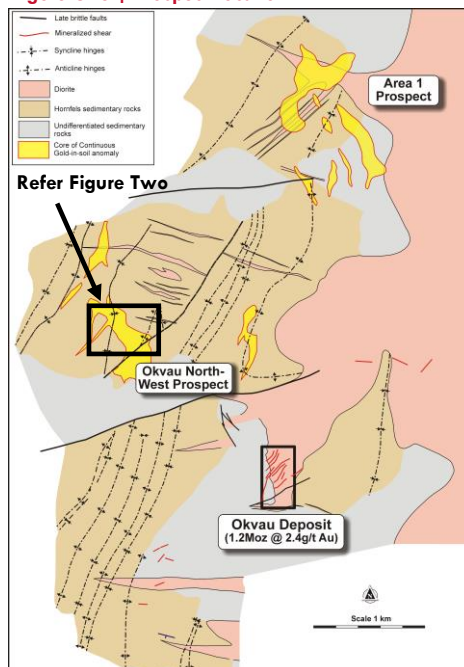 Late brittle faults
Mineralized shear
Syncline hinges
Anticline hinges
Diorite
Hornfels sedimentary rocks
Undifferentiated sedimentary
rocks
Core of Continuous
Gold-in-soil anomaly
Area 1
Prospect
Refer Figure Two
Okvau North-
West Prospect
Okvau Deposit
(1.2Moz @ 2.4g/t Au)
Scale 1 km